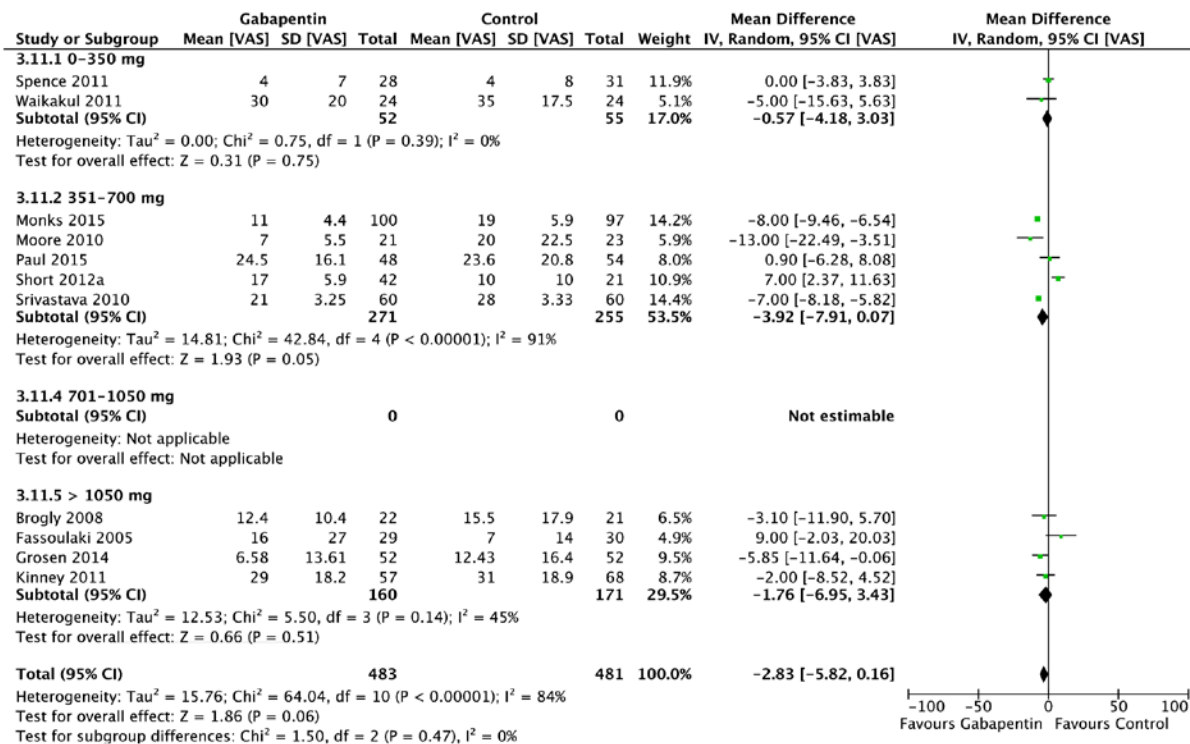 Gabapentin Control Mean Difference Mean Difference
Study or Subgroup Mean [VAS] SD [VAS] Total Mean [VAS] SD [VAS] Total Weight IV, Random, 95% CI [VAS] IV, Random, 95% CI [VAS]
3.11.1 0–350 mg
Spence 2011 4 7 28 4 8 31 11.9% 0.00 [−3.83, 3.83]
Waikakul 2011 30 20 24 35 17.5 24 5.1% −5.00 [−15.63, 5.63]
Subtotal (95% CI) 52 55 17.0% −0.57 [−4.18, 3.03]
Heterogeneity: Tau² = 0.00; Chi² = 0.75, df = 1 (P = 0.39); I² = 0%
Test for overall effect: Z = 0.31 (P = 0.75)
3.11.2 351–700 mg
Monks 2015 11 4.4 100 19 5.9 97 14.2% −8.00 [−9.46, −6.54]
Moore 2010 7 5.5 21 20 22.5 23 5.9% −13.00 [−22.49, −3.51]
Paul 2015 24.5 16.1 48 23.6 20.8 54 8.0% 0.90 [−6.28, 8.08]
Short 2012a 17 5.9 42 10 10 21 10.9% 7.00 [2.37, 11.63]
Srivastava 2010 21 3.25 60 28 3.33 60 14.4% −7.00 [−8.18, −5.82]
Subtotal (95% CI) 271 255 53.5% −3.92 [−7.91, 0.07]
Heterogeneity: Tau² = 14.81; Chi² = 42.84, df = 4 (P < 0.00001); I² = 91%
Test for overall effect: Z = 1.93 (P = 0.05)
3.11.4 701–1050 mg
Subtotal (95% CI) 0 0 Not estimable
Heterogeneity: Not applicable
Test for overall effect: Not applicable
3.11.5 > 1050 mg
Brogly 2008 12.4 10.4 22 15.5 17.9 21 6.5% −3.10 [−11.90, 5.70]
Fassoulaki 2005 16 27 29 7 14 30 4.9% 9.00 [−2.03, 20.03]
Grosen 2014 6.58 13.61 52 12.43 16.4 52 9.5% −5.85 [−11.64, −0.06]
Kinney 2011 29 18.2 57 31 18.9 68 8.7% −2.00 [−8.52, 4.52]
Subtotal (95% CI) 160 171 29.5% −1.76 [−6.95, 3.43]
Heterogeneity: Tau² = 12.53; Chi² = 5.50, df = 3 (P = 0.14); I² = 45%
Test for overall effect: Z = 0.66 (P = 0.51)
Total (95% CI) 483 481 100.0% −2.83 [−5.82, 0.16]
Heterogeneity: Tau² = 15.76; Chi² = 64.04, df = 10 (P < 0.00001); I² = 84%
Test for overall effect: Z = 1.86 (P = 0.06)
Test for subgroup differences: Chi² = 1.50, df = 2 (P = 0.47), I² = 0%
−100 −50 0 50 100
Favours Gabapentin Favours Control